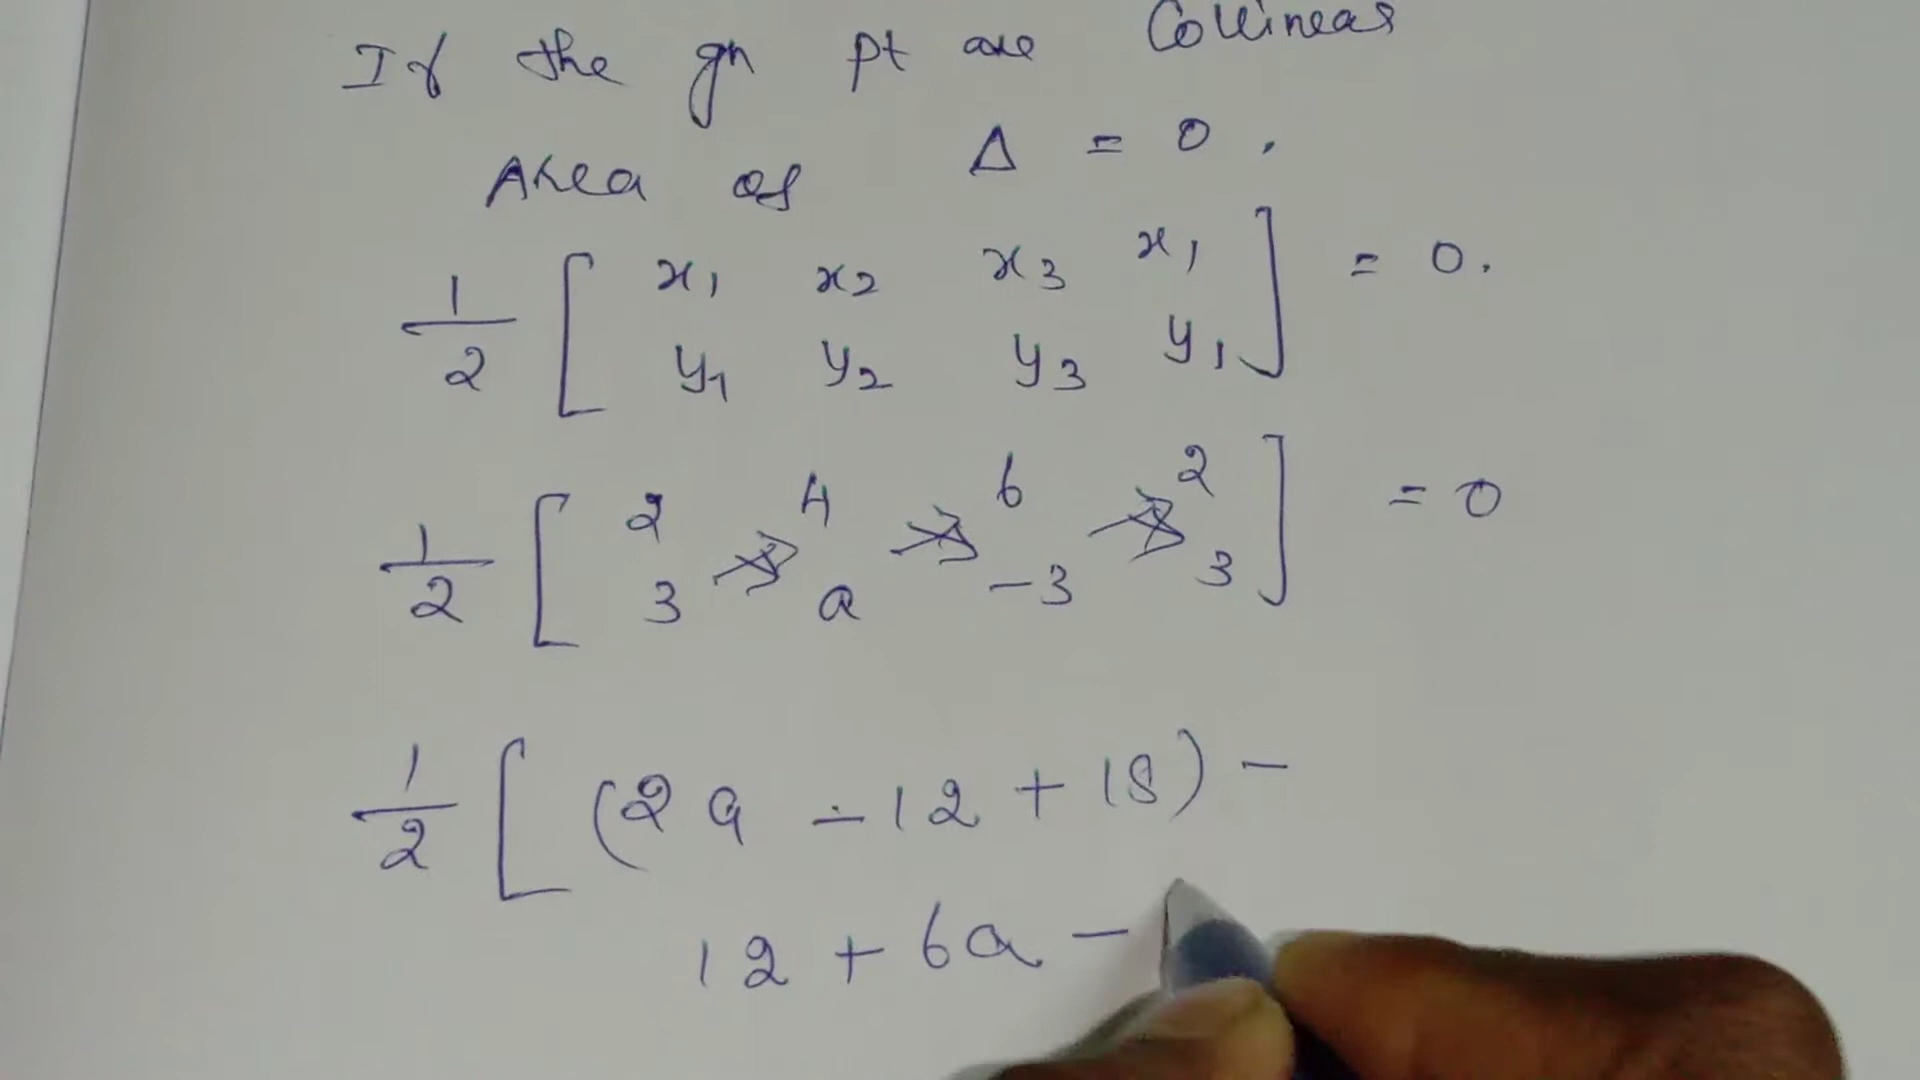 If the gn pt are Collinear
Area of Δ = 0.
1/2 [ x1 x2 x3 x1
y1 y2 y3 y1 ] = 0.
1/2 [ 2 4 6 2
3 a -3 3 ] = 0
1/2 [ (2a - 12 + 18) -
12 + 6a -